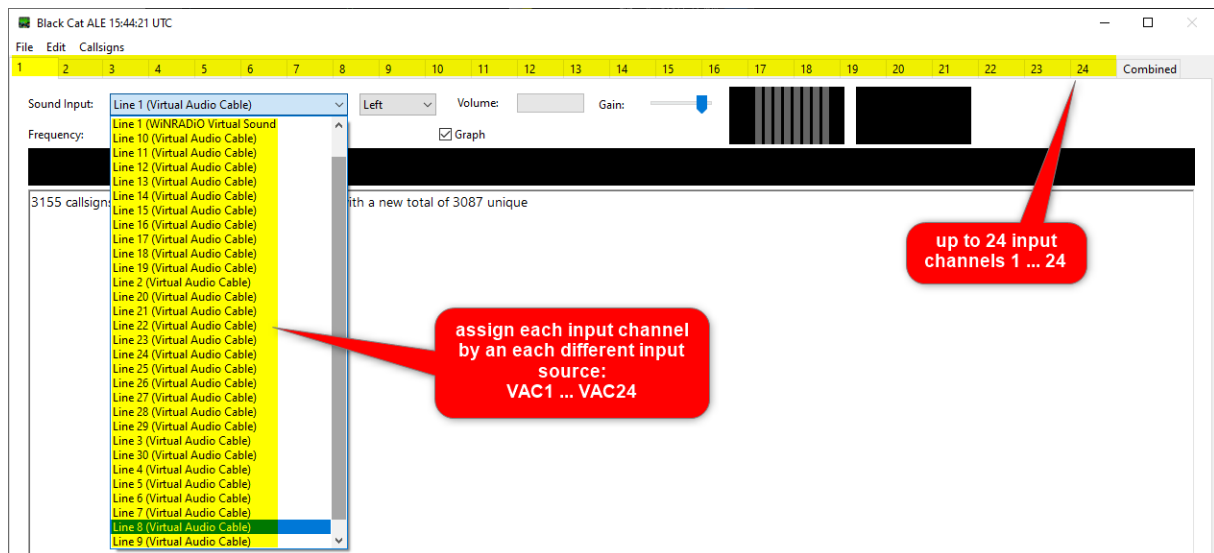 Black Cat ALE 15:44:21 UTC
File Edit Callsigns
1 2 3 4 5 6 7 8 9 10 11 12 13 14 15 16 17 18 19 20 21 22 23 24 Combined
Sound Input: Line 1 (Virtual Audio Cable) Left Volume: Gain:
Frequency: Graph
Line 1 (WiNRADiO Virtual Sound
Line 10 (Virtual Audio Cable)
Line 11 (Virtual Audio Cable)
Line 12 (Virtual Audio Cable)
Line 13 (Virtual Audio Cable)
Line 14 (Virtual Audio Cable)
Line 15 (Virtual Audio Cable)
Line 16 (Virtual Audio Cable)
Line 17 (Virtual Audio Cable)
Line 18 (Virtual Audio Cable)
Line 19 (Virtual Audio Cable)
Line 2 (Virtual Audio Cable)
Line 20 (Virtual Audio Cable)
Line 21 (Virtual Audio Cable)
Line 22 (Virtual Audio Cable)
Line 23 (Virtual Audio Cable)
Line 24 (Virtual Audio Cable)
Line 25 (Virtual Audio Cable)
Line 26 (Virtual Audio Cable)
Line 27 (Virtual Audio Cable)
Line 28 (Virtual Audio Cable)
Line 29 (Virtual Audio Cable)
Line 3 (Virtual Audio Cable)
Line 30 (Virtual Audio Cable)
Line 4 (Virtual Audio Cable)
Line 5 (Virtual Audio Cable)
Line 6 (Virtual Audio Cable)
Line 7 (Virtual Audio Cable)
Line 8 (Virtual Audio Cable)
Line 9 (Virtual Audio Cable)
3155 callsigns with a new total of 3087 unique
up to 24 input
channels 1 ... 24
assign each input channel
by an each different input
source:
VAC1 ... VAC24